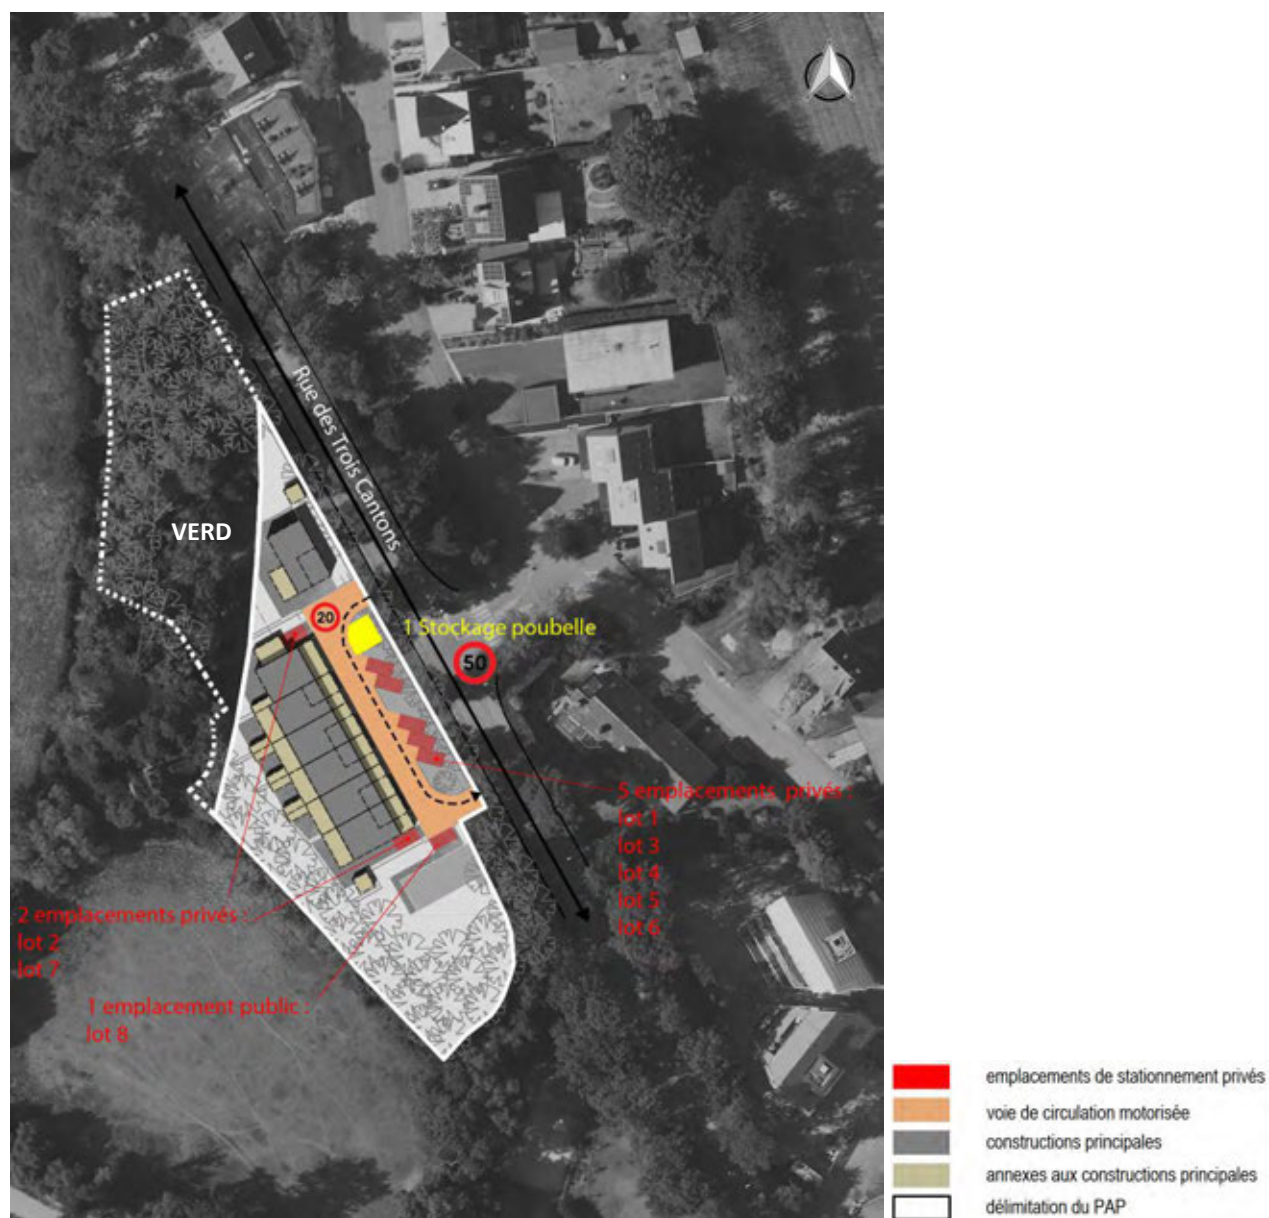 Rue des Trois Cantons
VERD
20
1 Stockage poubelle
50
5 emplacements privés :
lot 1
lot 3
lot 4
lot 5
lot 6
2 emplacements privés :
lot 2
lot 7
1 emplacement public :
lot 8
emplacements de stationnement privés
voie de circulation motorisée
constructions principales
annexes aux constructions principales
délimitation du PAP